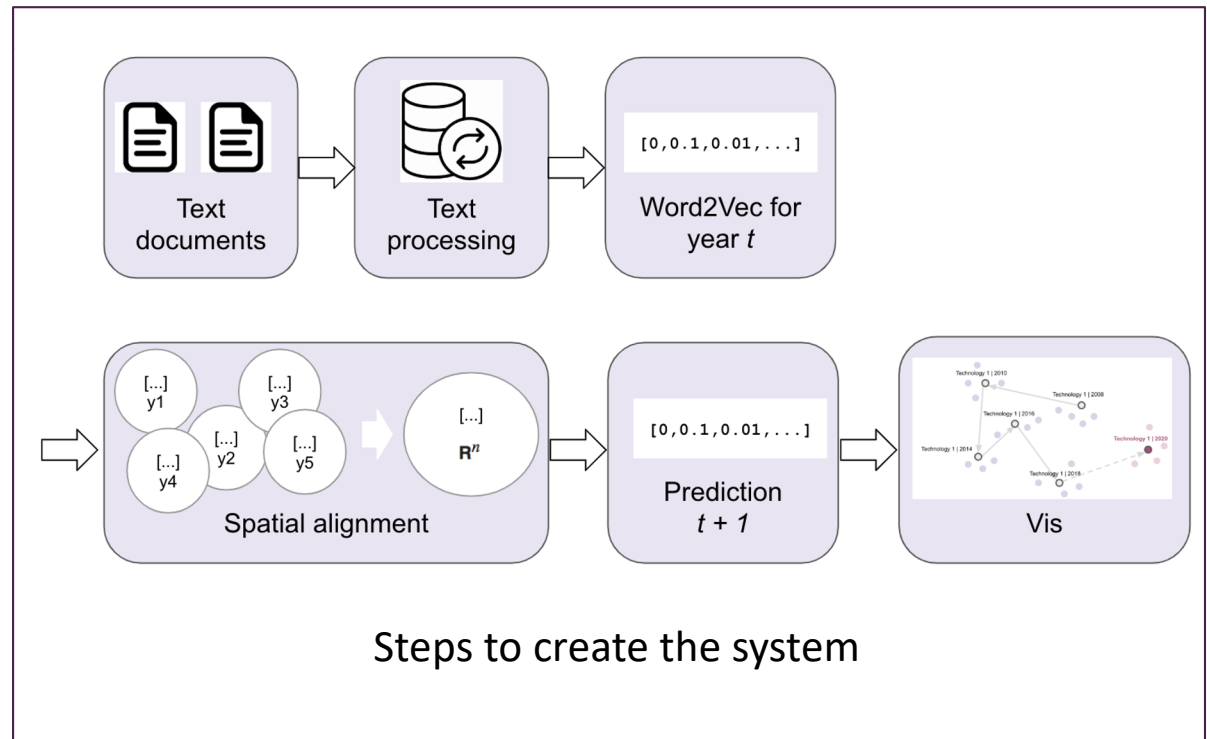 [0,0.1,0.01,...]
Text
documents
Text
processing
Word2Vec for
year t
[...]
y1
[...]
y3
[...]
y2
[...]
y4
[...]
y5
[...]
Rⁿ
Spatial alignment
[0,0.1,0.01,...]
Prediction
t + 1
Technology 1 | 2010
Technology 1 | 2008
Technology 1 | 2016
Technology 1 | 2014
Technology 1 | 2020
Technology 1 | 2018
Vis
Steps to create the system